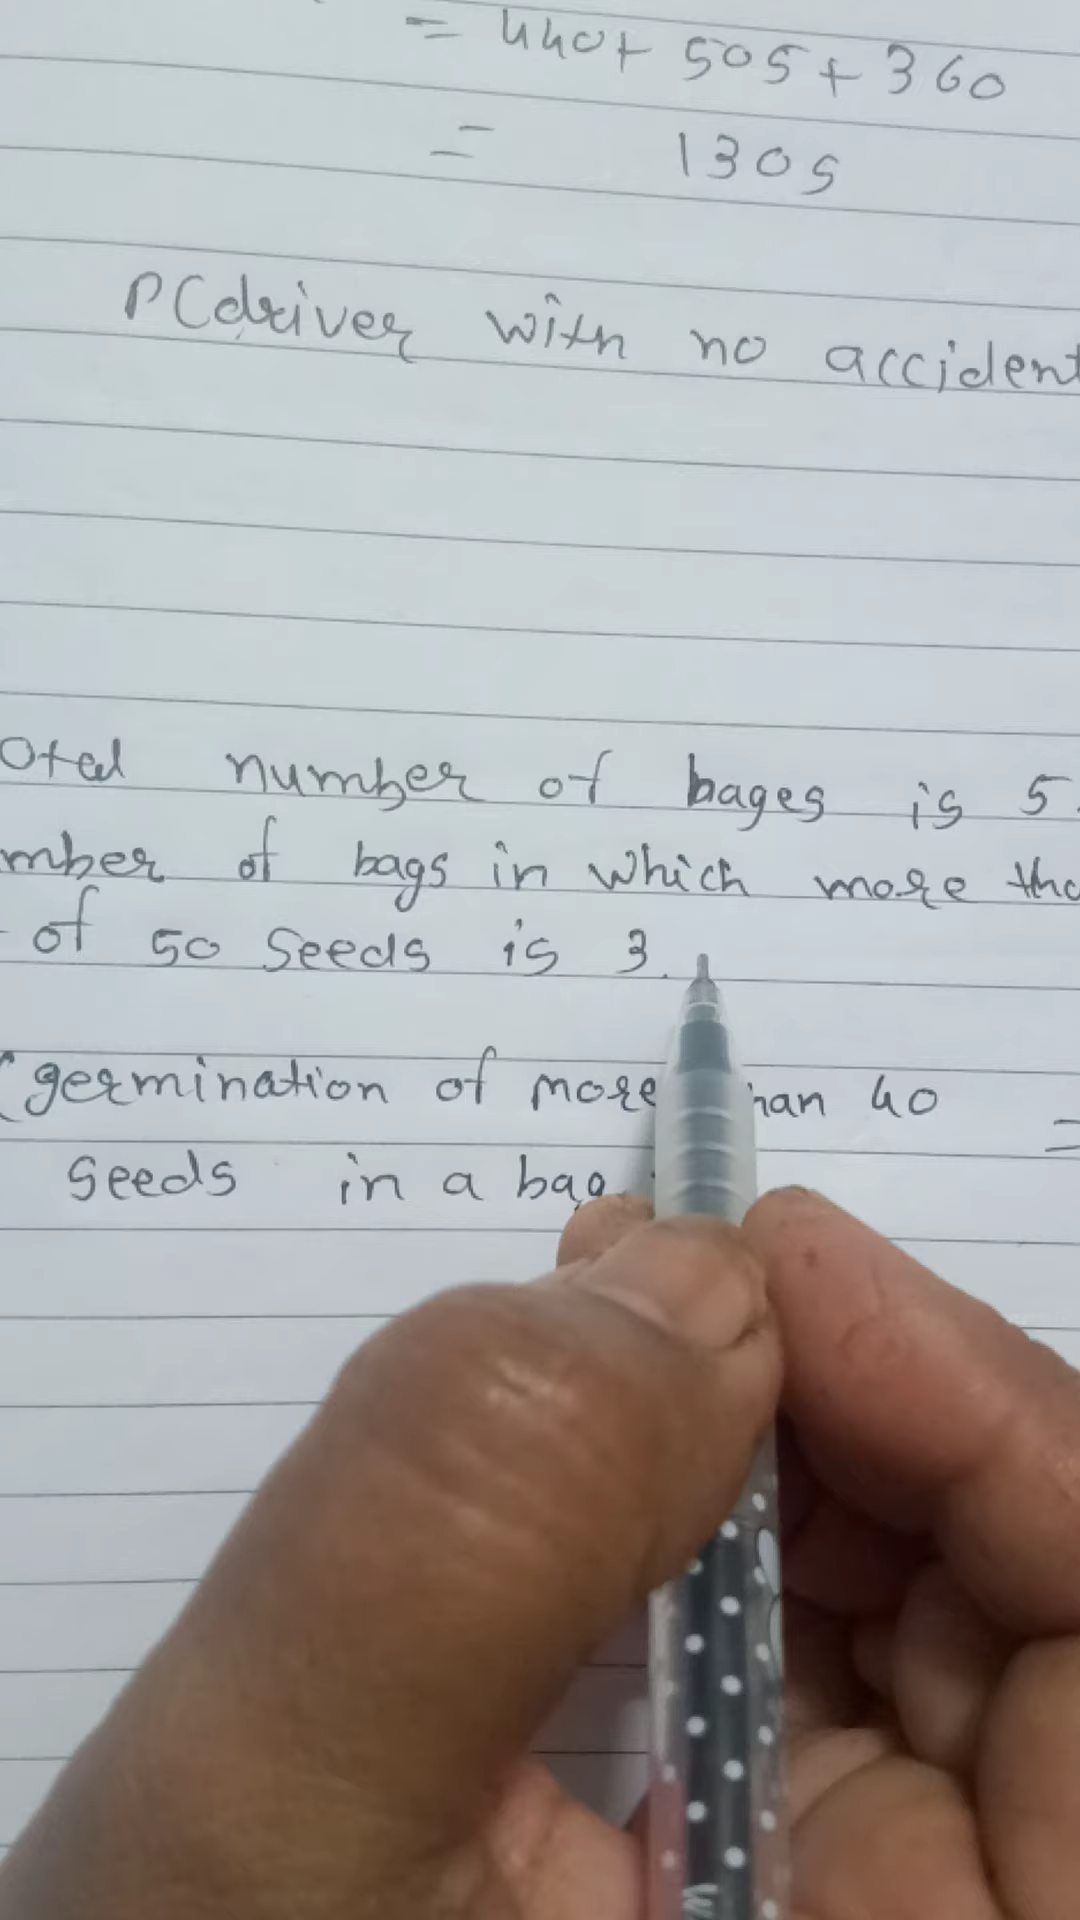 = 440+ 505 + 360
= 1305
P(driver with no accident
otal number of bages is 5
mber of bags in which more tha
of 50 seeds is 3.
(germination of more han 40 =
seeds in a bag